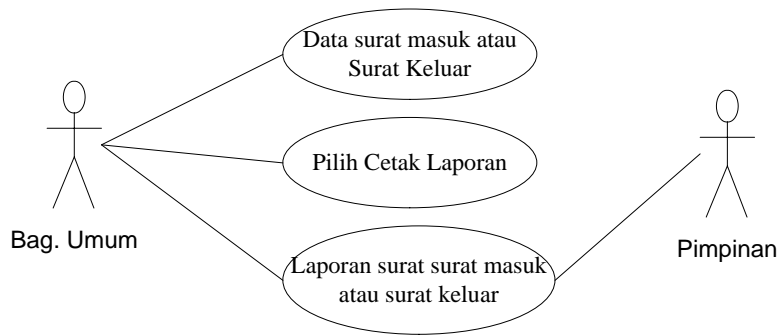 Data surat masuk atau
Surat Keluar
Pilih Cetak Laporan
Bag. Umum
Pimpinan
Laporan surat surat masuk
atau surat keluar